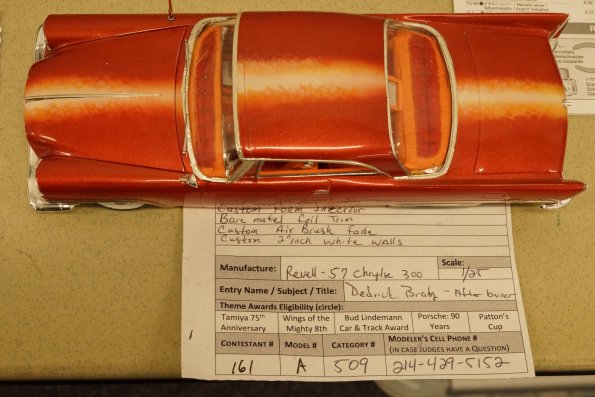 Custom Foam Interior
Bare metal Foil Trim
Custom Air Brush fade
Custom 2"inch white walls
Manufacture: Revell - 57 Chrysler 300 Scale: 1/25
Entry Name / Subject / Title: Dedrick - After burner
Theme Awards Eligibility (circle):
Tamiya 75th Anniversary Wings of the Mighty 8th Bud Lindemann Car & Track Award Porsche: 90 Years Patton's Cup
CONTESTANT # MODEL # CATEGORY # MODELER'S CELL PHONE # (IN CASE JUDGES HAVE A QUESTION)
161 A 509 214-429-5152